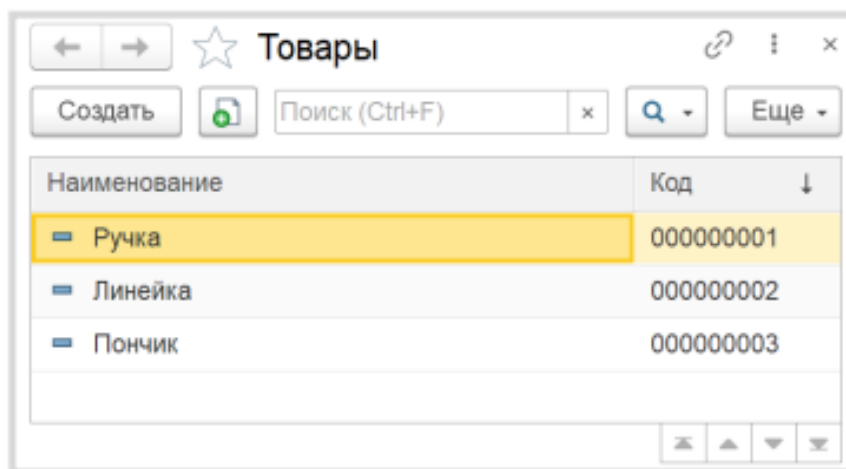 Товары
Создать Поиск (Ctrl+F) × Еще
Наименование Код ↓
Ручка 000000001
Линейка 000000002
Пончик 000000003